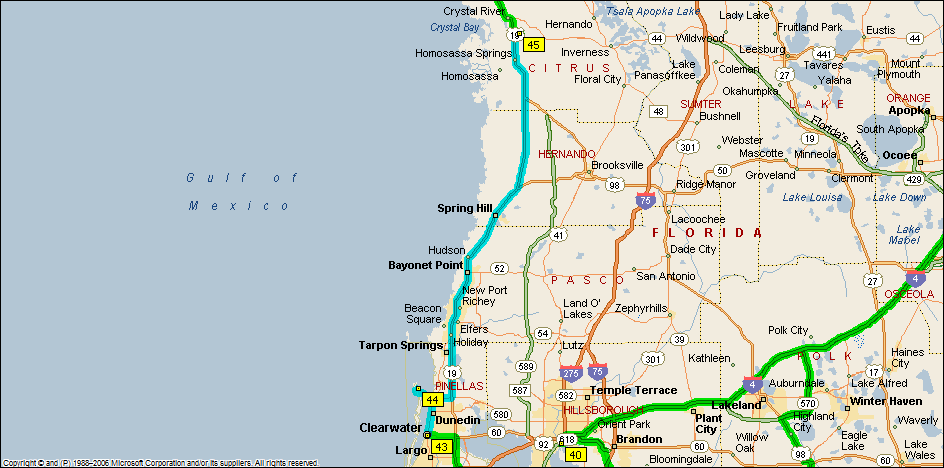 Crystal River
Hernando
Tsala Apopka Lake
Lady Lake
Fruitland Park
Crystal Bay
19
45
44
Wildwood
44
Eustis
Homosassa Springs
Inverness
Leesburg
441
Tavares
Mount
Plymouth
CITRUS
Lake
Panasoffkee
Coleman
27
Yalaha
Homosassa
Floral City
Okahumpka
LAKE
ORANGE
Apopka
48
SUMTER
Bushnell
Florida's Tpke
South Apopka
19
301
Webster
Mascotte
Minneola
Ocoee
HERNANDO
Brooksville
50
Groveland
Clermont
429
Gulf of
Mexico
98
Ridge Manor
75
Lake Louisa
Lake Down
Spring Hill
Lacoochee
FLORIDA
Lake
Mabel
41
Hudson
Dade City
Bayonet Point
52
PASCO
San Antonio
27
4
OSCEOLA
New Port
Richey
Beacon
Square
Land O'
Lakes
Zephyrhills
Elfers
54
Polk City
Holiday
39
Tarpon Springs
Lutz
301
Kathleen
POLK
Haines
City
589
17
19
275
75
PINELLAS
587
582
Temple Terrace
4
Auburndale
Lake Alfred
44
HILLSBOROUGH
Lakeland
570
Winter Haven
Dunedin
580
Plant
City
Highland
City
Waverly
Clearwater
60
Orient Park
43
92
618
Brandon
60
Willow
Oak
Eagle
Lake
Lake
Wales
Largo
40
Bloomingdale
98
Copyright © and (P) 1988–2006 Microsoft Corporation and/or its suppliers. All rights reserved.